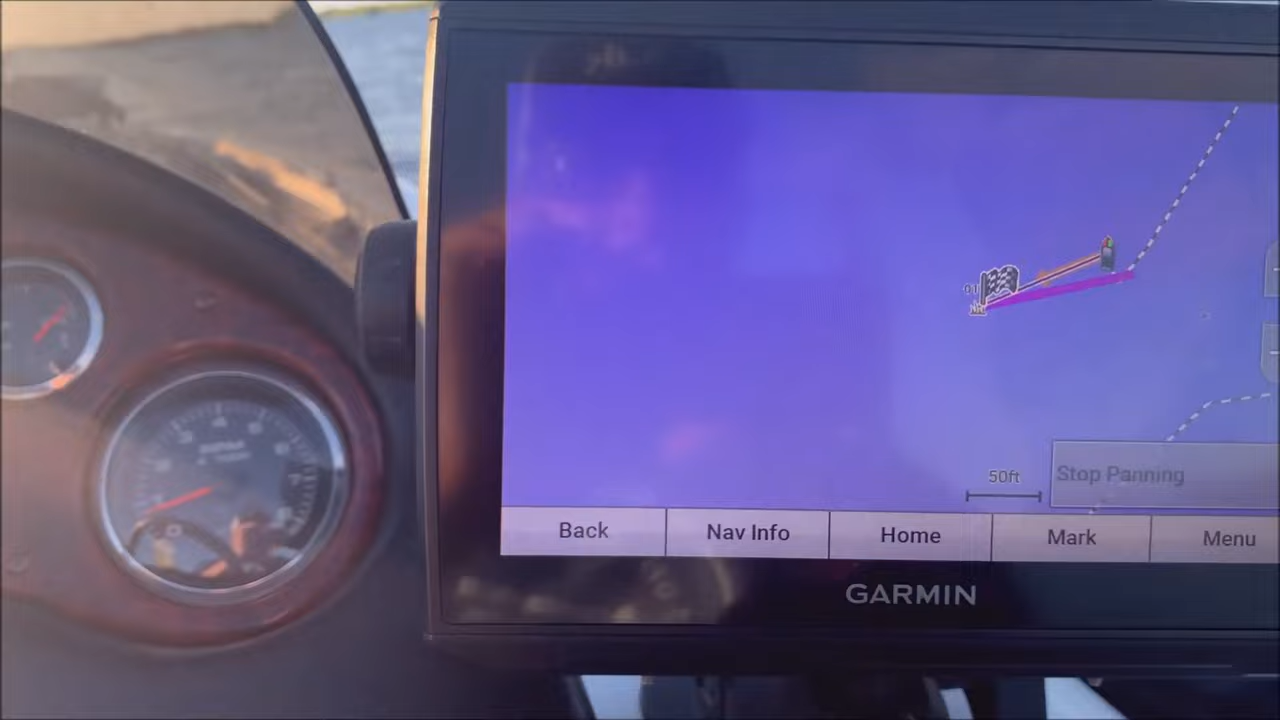 50ft
Stop Panning
Back
Nav Info
Home
Mark
Menu
GARMIN